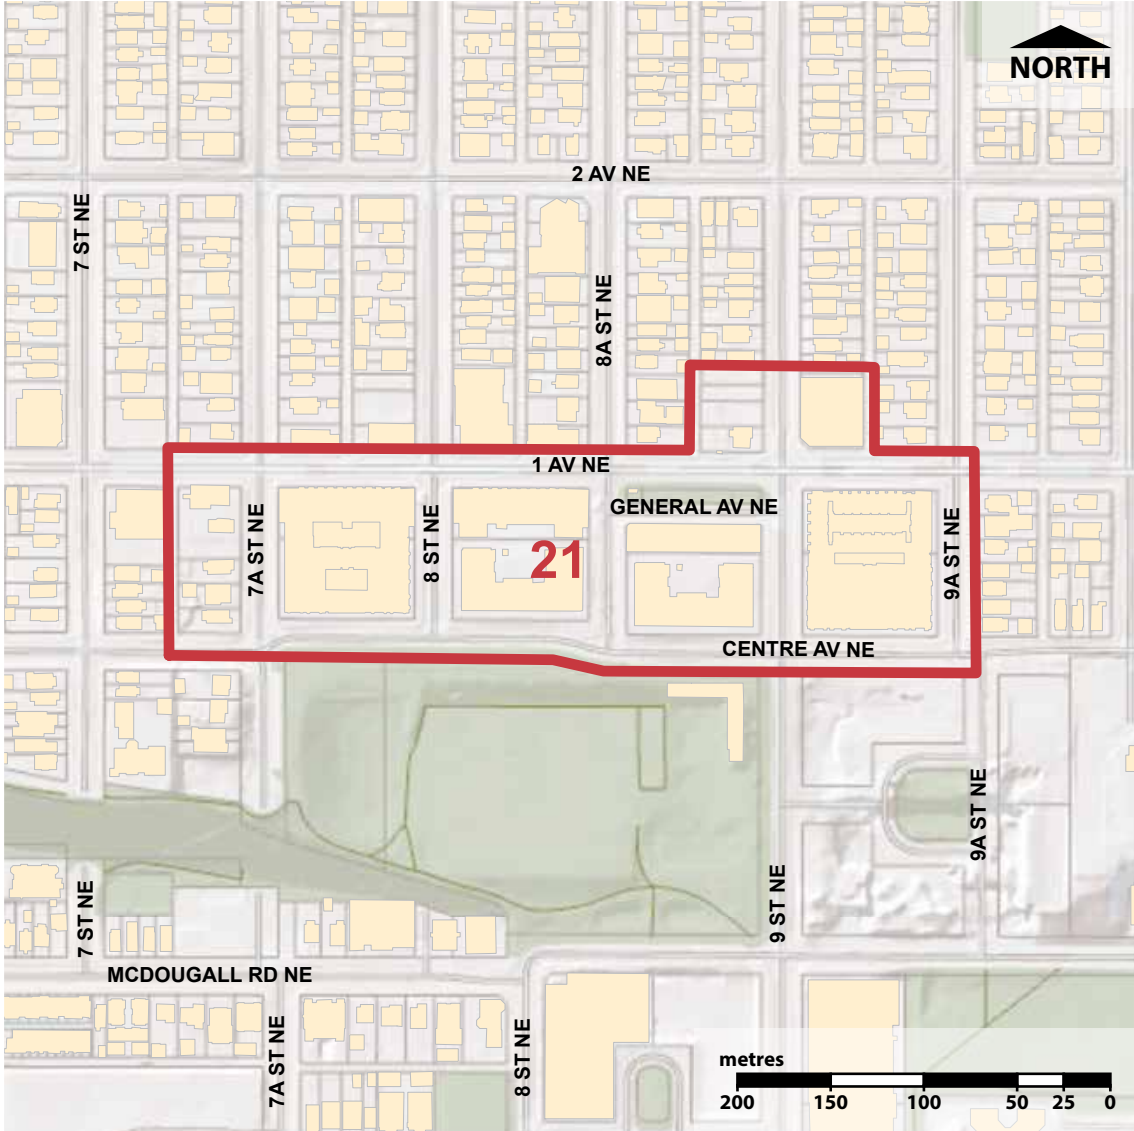 NORTH
2 AV NE
7 ST NE
8A ST NE
1 AV NE
GENERAL AV NE
7A ST NE
8 ST NE
21
9A ST NE
CENTRE AV NE
9A ST NE
7 ST NE
9 ST NE
MCDOUGALL RD NE
7A ST NE
8 ST NE
metres
200 150 100 50 25 0